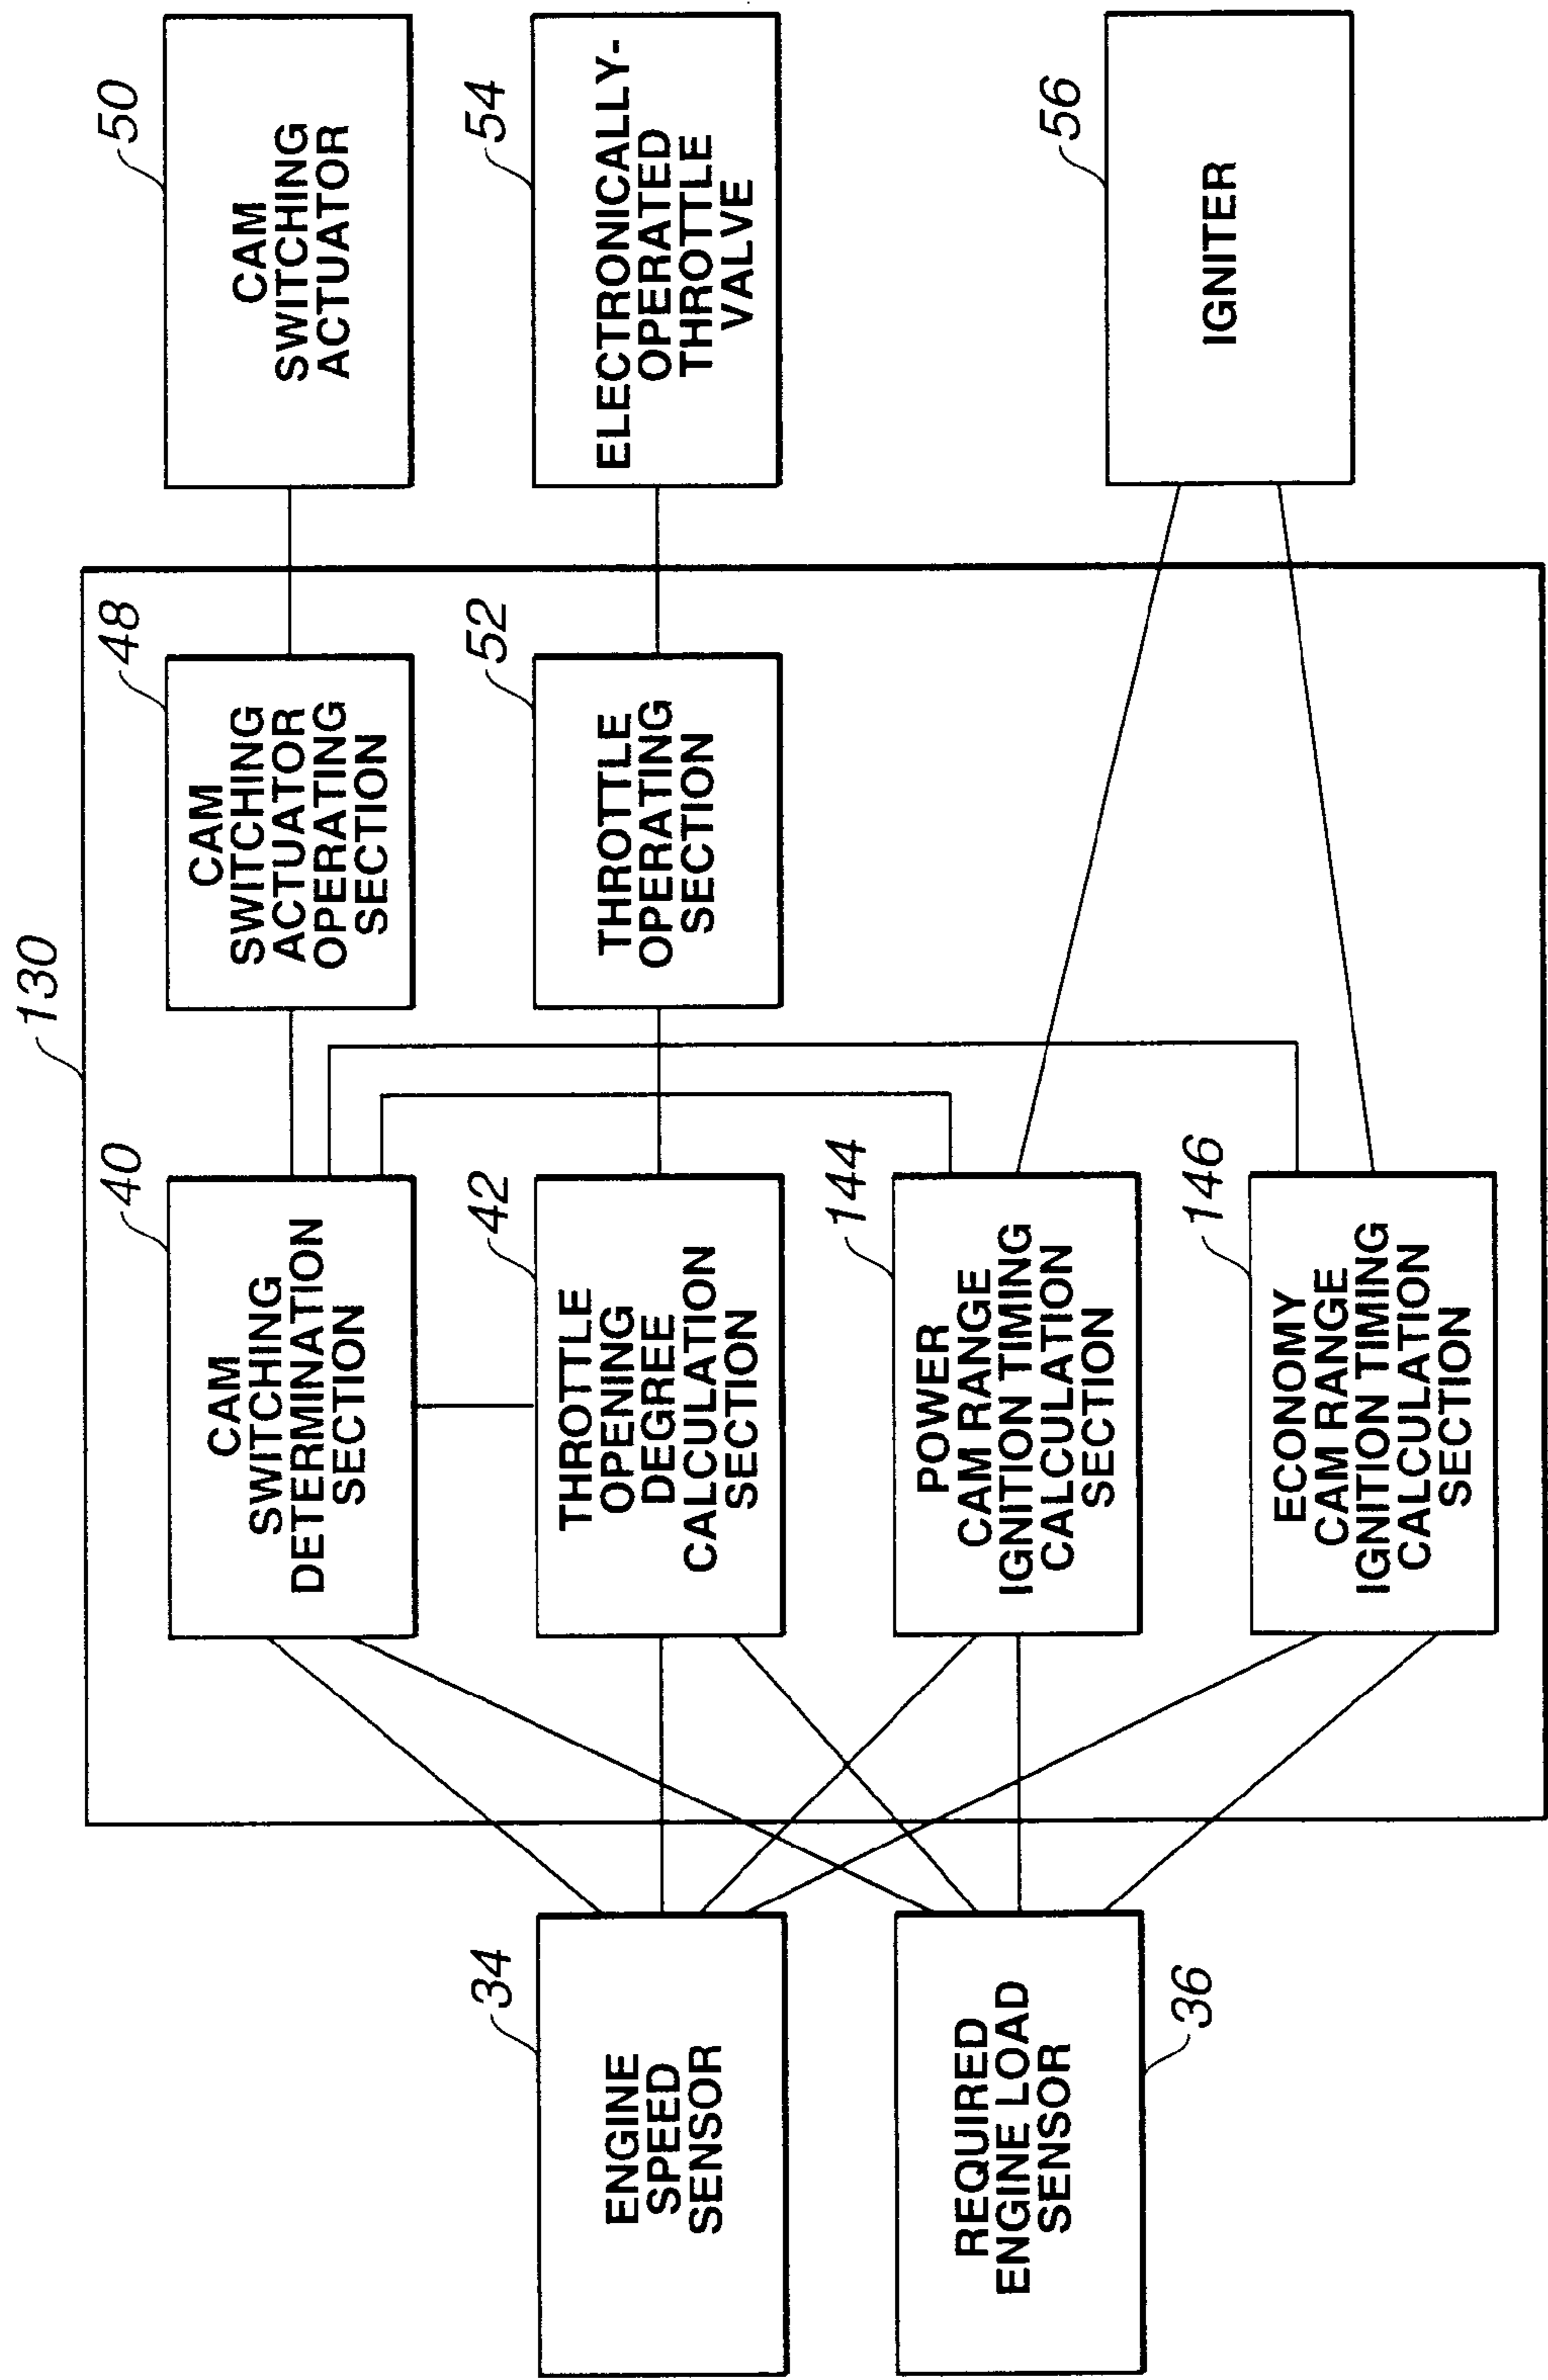 130
34
ENGINE
SPEED
SENSOR
REQUIRED
ENGINE LOAD
SENSOR
36
40
CAM
SWITCHING
DETERMINATION
SECTION
42
THROTTLE
OPENING
DEGREE
CALCULATION
SECTION
144
POWER
CAM RANGE
IGNITION TIMING
CALCULATION
SECTION
146
ECONOMY
CAM RANGE
IGNITION TIMING
CALCULATION
SECTION
48
CAM
SWITCHING
ACTUATOR
OPERATING
SECTION
52
THROTTLE
OPERATING
SECTION
50
CAM
SWITCHING
ACTUATOR
54
ELECTRONICALLY-
OPERATED
THROTTLE
VALVE
56
IGNITER